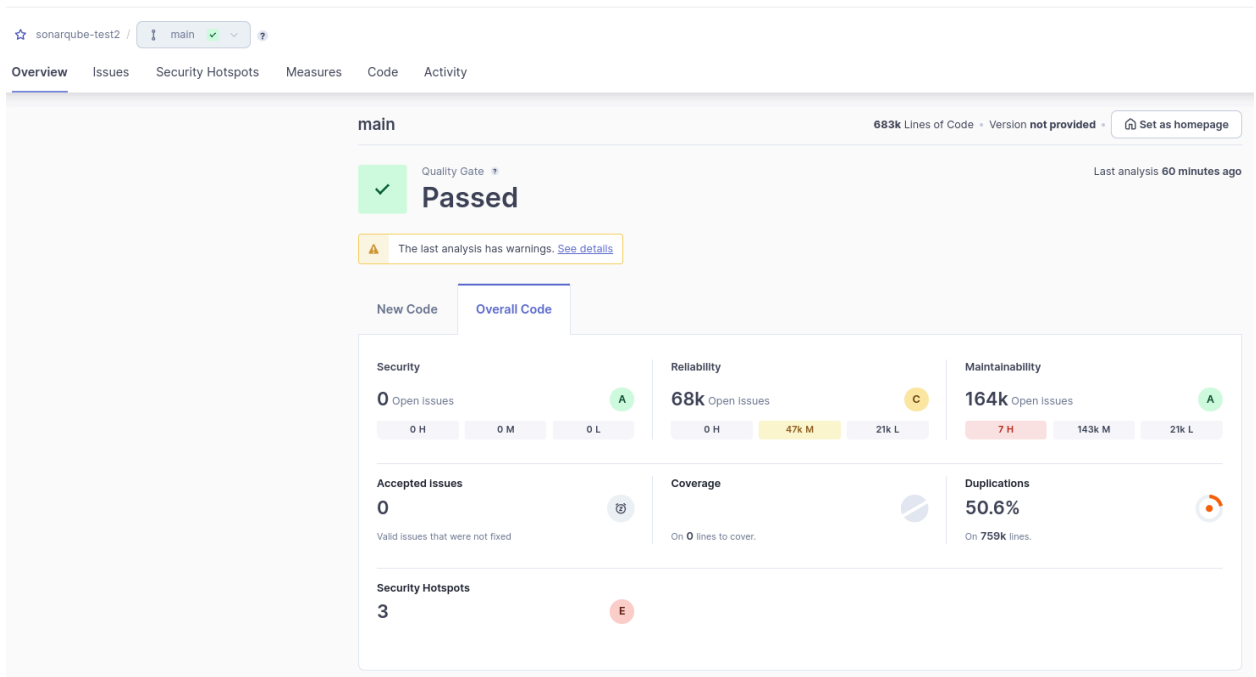 sonarqube-test2 / main ?
Overview Issues Security Hotspots Measures Code Activity
main
683k Lines of Code • Version not provided • Set as homepage
Quality Gate ?
Last analysis 60 minutes ago
Passed
The last analysis has warnings. See details
New Code Overall Code
Security Reliability Maintainability
0 Open issues A 68k Open issues C 164k Open issues A
0 H 0 M 0 L 0 H 47k M 21k L 7 H 143k M 21k L
Accepted issues Coverage Duplications
0 50.6%
Valid issues that were not fixed On 0 lines to cover. On 759k lines.
Security Hotspots
3 E